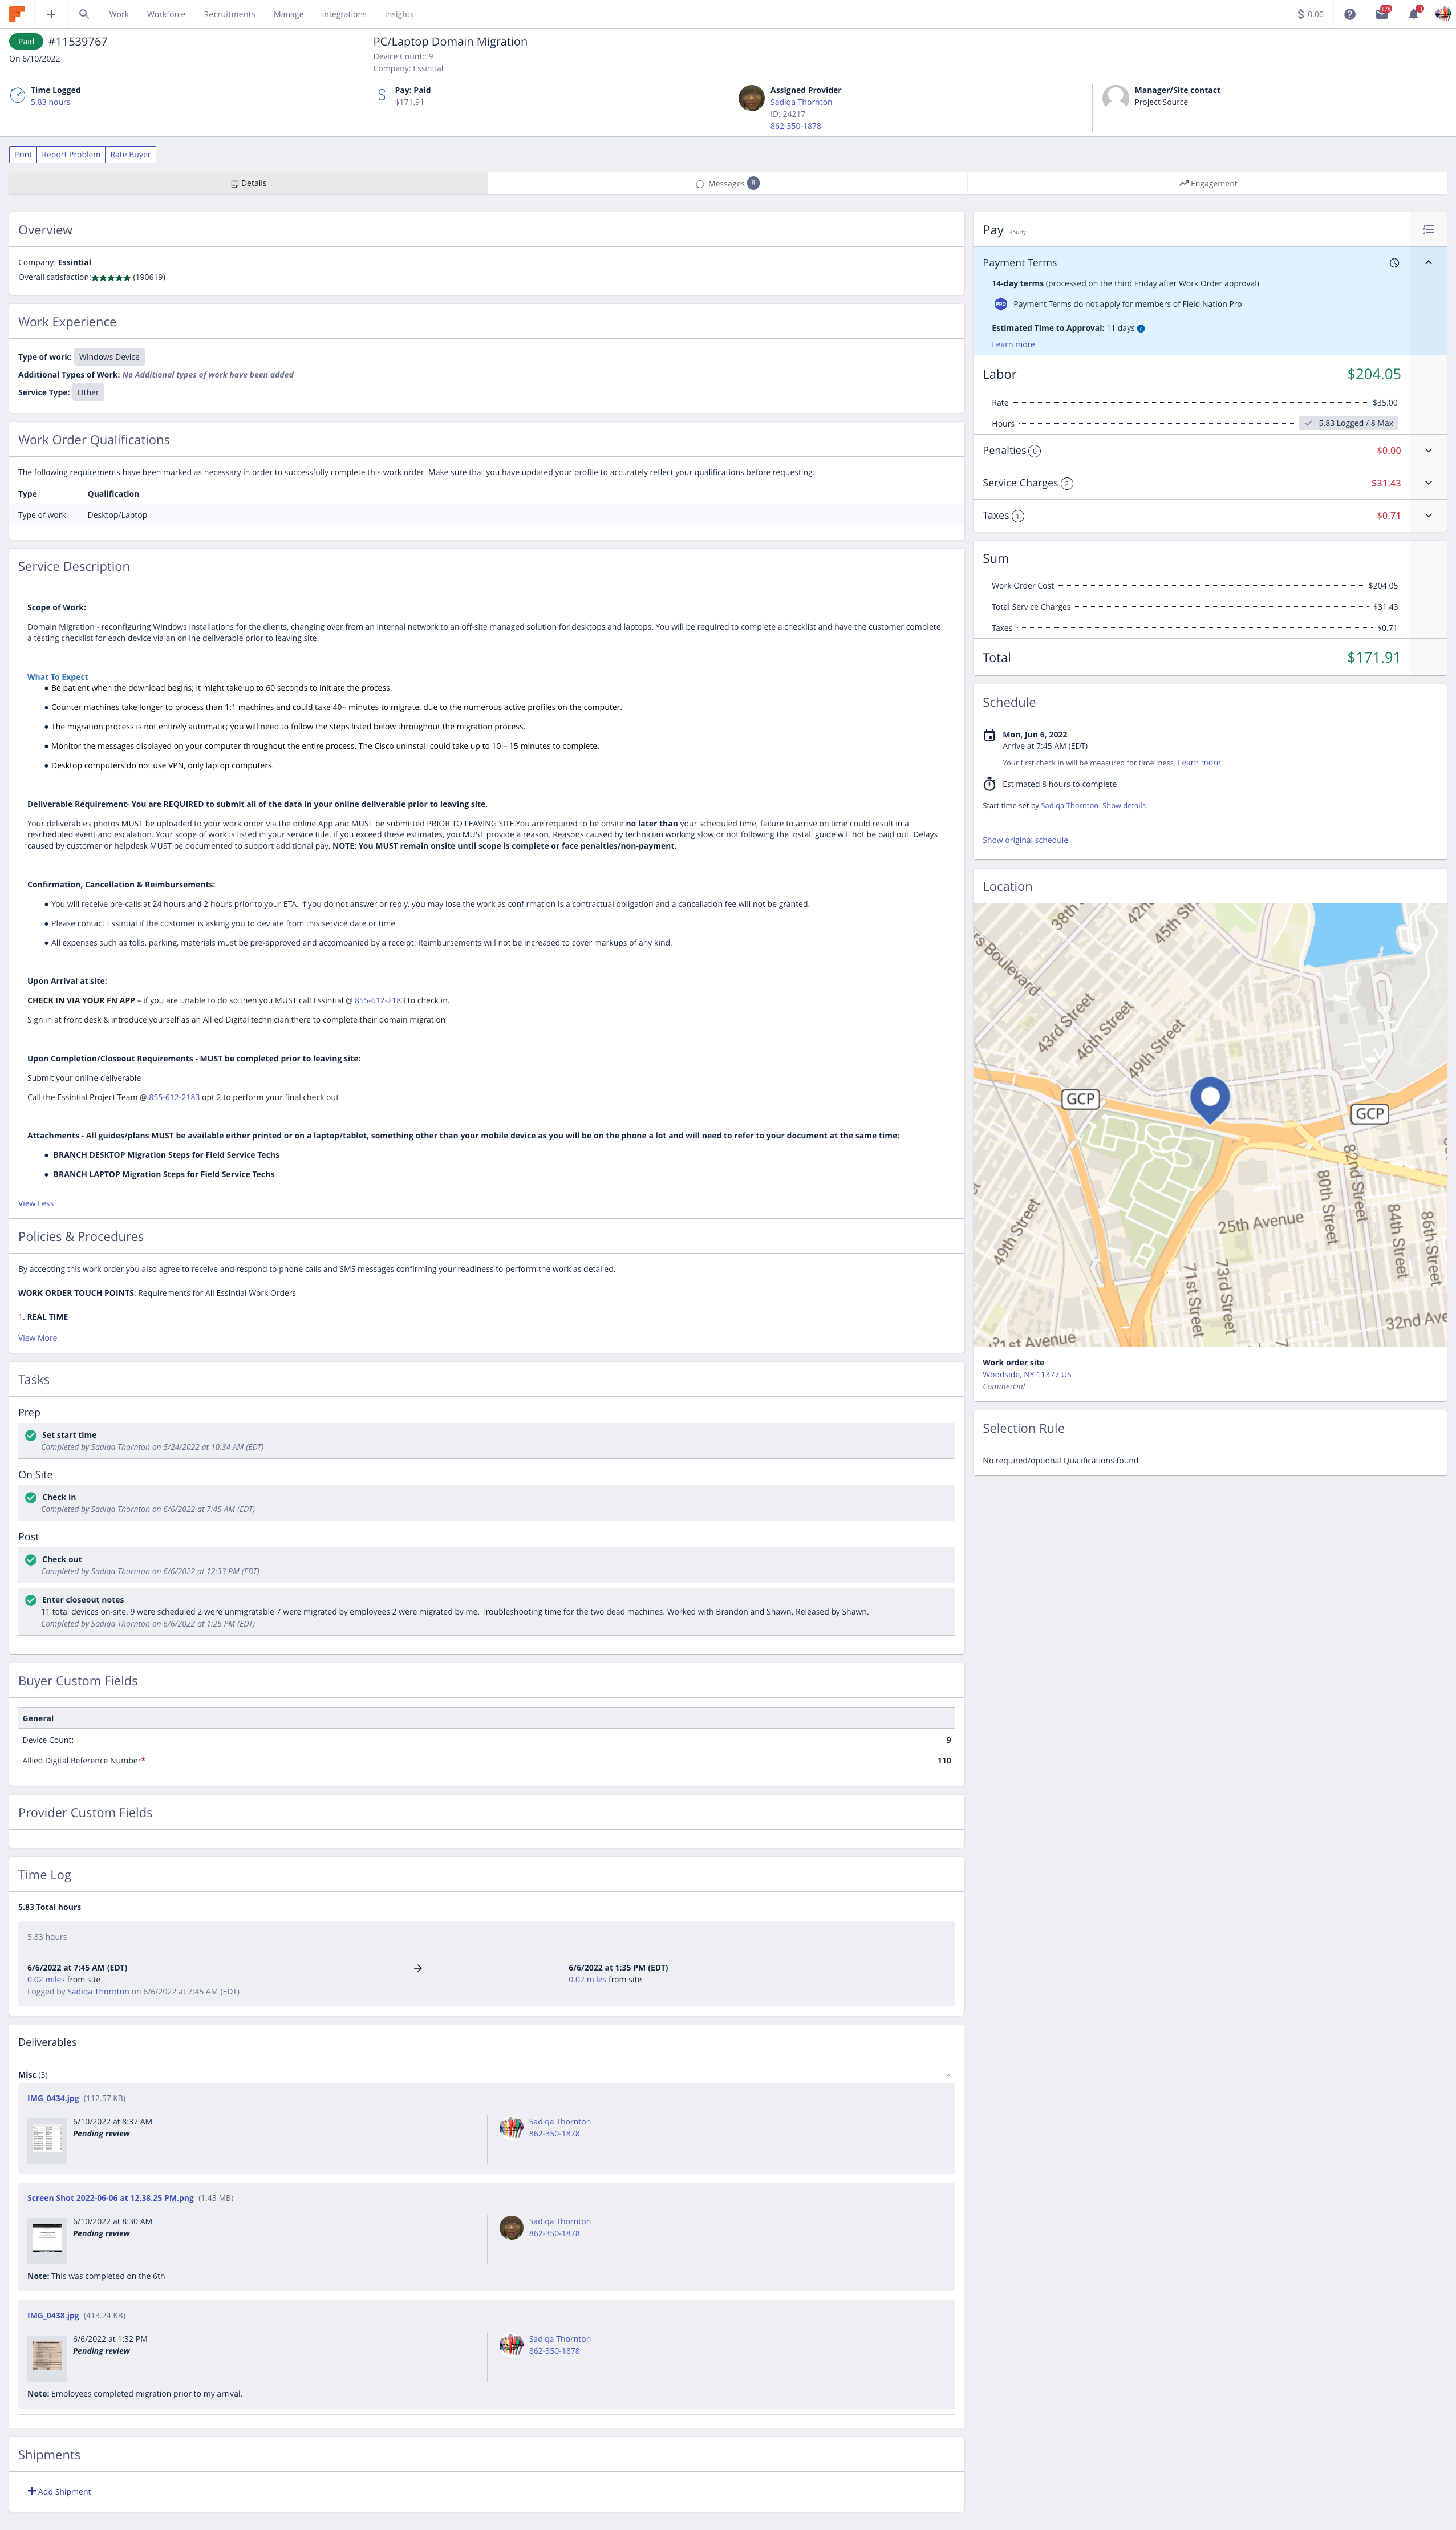 Work Workforce Recruitments Manage Integrations Insights
0.00
176
11
Paid #11539767
On 6/10/2022
PC/Laptop Domain Migration
Device Count:: 9
Company: Essintial
Time Logged
5.83 hours
Pay: Paid
$171.91
Assigned Provider
Sadiqa Thornton
ID: 24217
862-350-1878
Manager/Site contact
Project Source
Print Report Problem Rate Buyer
Details
Messages 8
Engagement
Overview
Company: Essintial
Overall satisfaction:★★★★★ (190619)
Work Experience
Type of work: Windows Device
Additional Types of Work: No Additional types of work have been added
Service Type: Other
Work Order Qualifications
The following requirements have been marked as necessary in order to successfully complete this work order. Make sure that you have updated your profile to accurately reflect your qualifications before requesting.
Type Qualification
Type of work Desktop/Laptop
Service Description
Scope of Work:
Domain Migration - reconfiguring Windows installations for the clients, changing over from an internal network to an off-site managed solution for desktops and laptops. You will be required to complete a checklist and have the customer complete
a testing checklist for each device via an online deliverable prior to leaving site.
What To Expect
● Be patient when the download begins; it might take up to 60 seconds to initiate the process.
● Counter machines take longer to process than 1:1 machines and could take 40+ minutes to migrate, due to the numerous active profiles on the computer.
● The migration process is not entirely automatic; you will need to follow the steps listed below throughout the migration process.
● Monitor the messages displayed on your computer throughout the entire process. The Cisco uninstall could take up to 10 – 15 minutes to complete.
● Desktop computers do not use VPN, only laptop computers.
Deliverable Requirement- You are REQUIRED to submit all of the data in your online deliverable prior to leaving site.
Your deliverables photos MUST be uploaded to your work order via the online App and MUST be submitted PRIOR TO LEAVING SITE.You are required to be onsite no later than your scheduled time, failure to arrive on time could result in a
rescheduled event and escalation. Your scope of work is listed in your service title, if you exceed these estimates, you MUST provide a reason. Reasons caused by technician working slow or not following the install guide will not be paid out. Delays
caused by customer or helpdesk MUST be documented to support additional pay. NOTE: You MUST remain onsite until scope is complete or face penalties/non-payment.
Confirmation, Cancellation & Reimbursements:
● You will receive pre-calls at 24 hours and 2 hours prior to your ETA. If you do not answer or reply, you may lose the work as confirmation is a contractual obligation and a cancellation fee will not be granted.
● Please contact Essintial if the customer is asking you to deviate from this service date or time
● All expenses such as tolls, parking, materials must be pre-approved and accompanied by a receipt. Reimbursements will not be increased to cover markups of any kind.
Upon Arrival at site:
CHECK IN VIA YOUR FN APP – if you are unable to do so then you MUST call Essintial @ 855-612-2183 to check in.
Sign in at front desk & introduce yourself as an Allied Digital technician there to complete their domain migration
Upon Completion/Closeout Requirements - MUST be completed prior to leaving site:
Submit your online deliverable
Call the Essintial Project Team @ 855-612-2183 opt 2 to perform your final check out
Attachments - All guides/plans MUST be available either printed or on a laptop/tablet, something other than your mobile device as you will be on the phone a lot and will need to refer to your document at the same time:
● BRANCH DESKTOP Migration Steps for Field Service Techs
● BRANCH LAPTOP Migration Steps for Field Service Techs
View Less
Policies & Procedures
By accepting this work order you also agree to receive and respond to phone calls and SMS messages confirming your readiness to perform the work as detailed.
WORK ORDER TOUCH POINTS: Requirements for All Essintial Work Orders
1. REAL TIME
View More
Tasks
Prep
Set start time
Completed by Sadiqa Thornton on 5/24/2022 at 10:34 AM (EDT)
On Site
Check in
Completed by Sadiqa Thornton on 6/6/2022 at 7:45 AM (EDT)
Post
Check out
Completed by Sadiqa Thornton on 6/6/2022 at 12:33 PM (EDT)
Enter closeout notes
11 total devices on-site. 9 were scheduled 2 were unmigratable 7 were migrated by employees 2 were migrated by me. Troubleshooting time for the two dead machines. Worked with Brandon and Shawn. Released by Shawn.
Completed by Sadiqa Thornton on 6/6/2022 at 1:25 PM (EDT)
Buyer Custom Fields
General
Device Count: 9
Allied Digital Reference Number* 110
Provider Custom Fields
Time Log
5.83 Total hours
5.83 hours
6/6/2022 at 7:45 AM (EDT) → 6/6/2022 at 1:35 PM (EDT)
0.02 miles from site 0.02 miles from site
Logged by Sadiqa Thornton on 6/6/2022 at 7:45 AM (EDT)
Deliverables
Misc (3)
IMG_0434.jpg (112.57 KB)
6/10/2022 at 8:37 AM Sadiqa Thornton
Pending review 862-350-1878
Screen Shot 2022-06-06 at 12.38.25 PM.png (1.43 MB)
6/10/2022 at 8:30 AM Sadiqa Thornton
Pending review 862-350-1878
Note: This was completed on the 6th
IMG_0438.jpg (413.24 KB)
6/6/2022 at 1:32 PM Sadiqa Thornton
Pending review 862-350-1878
Note: Employees completed migration prior to my arrival.
Shipments
Add Shipment
Pay Hourly
Payment Terms
14-day terms (processed on the third Friday after Work Order approval)
PRO Payment Terms do not apply for members of Field Nation Pro
Estimated Time to Approval: 11 days
Learn more
Labor $204.05
Rate $35.00
Hours 5.83 Logged / 8 Max
Penalties 0 $0.00
Service Charges 2 $31.43
Taxes 1 $0.71
Sum
Work Order Cost $204.05
Total Service Charges $31.43
Taxes $0.71
Total $171.91
Schedule
Mon, Jun 6, 2022
Arrive at 7:45 AM (EDT)
Your first check in will be measured for timeliness. Learn more
Estimated 8 hours to complete
Start time set by Sadiqa Thornton. Show details
Show original schedule
Location
38th
42nd
45th St
rs Boulevard
43rd Street
46th Street
49th Street
GCP
GCP
82nd Street
80th Street
25th Avenue
84th Street
86th Street
49th Street
73rd Street
71st Street
32nd Ave
31st Avenue
Work order site
Woodside, NY 11377 US
Commercial
Selection Rule
No required/optional Qualifications found